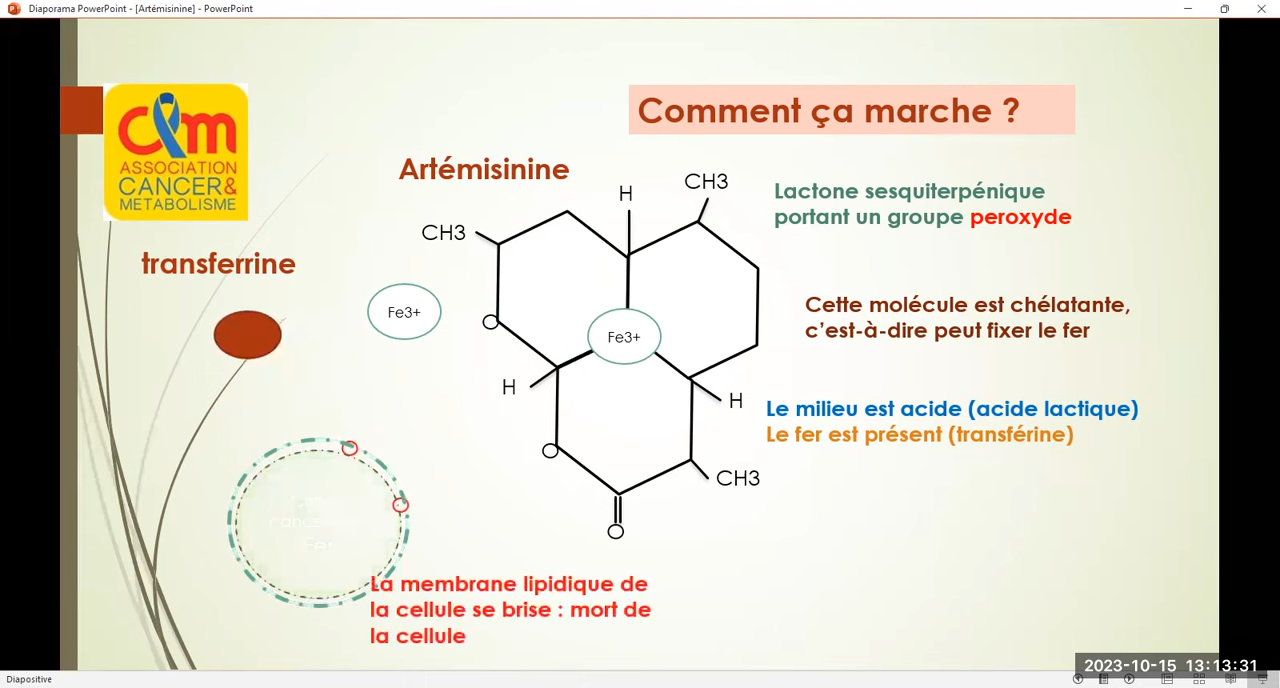 Diaporama PowerPoint - [Artémisinine] - PowerPoint
Comment ça marche ?
CIM
ASSOCIATION
CANCER&
METABOLISME
Artémisinine
H
CH3
Lactone sesquiterpénique
portant un groupe peroxyde
CH3
transferrine
Fe3+
Cette molécule est chélatante,
c'est-à-dire peut fixer le fer
O
Fe3+
H
H
Le milieu est acide (acide lactique)
Le fer est présent (transférine)
O
CH3
O
La membrane lipidique de
la cellule se brise : mort de
la cellule
2023-10-15 13:13:31
Diapositive